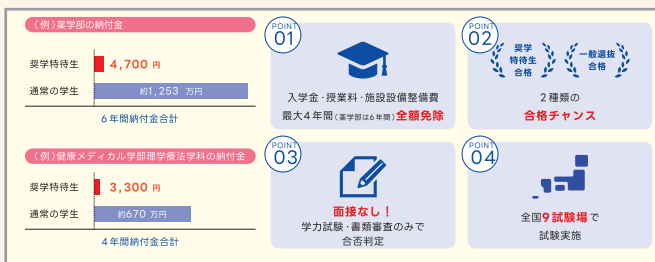 (例)薬学部の納付金
奨学特待生
4,700 円
通常の学生
約1,253 万円
6年間納付金合計
(例)健康メディカル学部理学療法学科の納付金
奨学特待生
3,300 円
通常の学生
約670 万円
4年間納付金合計
POINT
01
入学金・授業料・施設設備整備費
最大4年間(薬学部は6年間)全額免除
POINT
02
奨学
特待生
合格
一般選抜
合格
2種類の
合格チャンス
POINT
03
面接なし!
学力試験・書類審査のみで
合否判定
POINT
04
全国9試験場で
試験実施